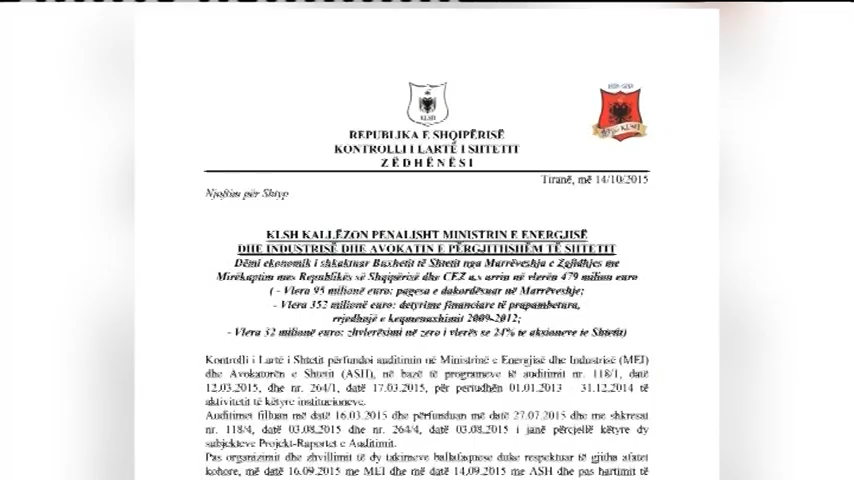 KLSH
REPUBLIKA E SHQIPËRISË
KONTROLLI I LARTË I SHTETIT
ZËDHËNËSI
Tiranë, më 14/10/2015
Njoftim për Shtyp
KLSH KALLËZON PENALISHT MINISTRIN E ENERGJISË
DHE INDUSTRISË DHE AVOKATIN E PËRGJITHSHËM TË SHTETIT
Dëmi ekonomik i shkaktuar Buxhetit të Shtetit nga Marrëveshja e Zgjidhjes me
Mirëkuptim mes Republikës së Shqipërisë dhe CEZ a.s arrin në vlerën 479 milion euro
( - Vlera 95 milionë euro: pagesa e dakordësuar në Marrëveshje;
- Vlera 352 milionë euro: detyrime financiare të prapambetura,
rrjedhojë e keqmenaxhimit 2009-2012;
- Vlera 32 milionë euro: zhvlerësimi në zero i vlerës se 24% te aksioneve te Shtetit)
Kontrolli i Lartë i Shtetit përfundoi auditimin në Ministrinë e Energjisë dhe Industrisë (MEI)
dhe Avokaturën e Shtetit (ASH), në bazë të programeve të auditimit nr. 118/1, datë
12.03.2015, dhe nr. 264/1, datë 17.03.2015, për periudhën 01.01.2013 31.12.2014 të
aktivitetit të këtyre institucioneve.
Auditimet filluan më datë 16.03.2015 dhe përfunduan më datë 27.07.2015 dhe me shkresat
nr. 118/4, datë 03.08.2015 dhe nr. 264/4, datë 03.08.2015 i janë përcjellë këtyre dy
subjekteve Projekt-Raportet e Auditimit.
Pas organizimit dhe zhvillimit të dy takimeve ballafaquese duke respektuar të gjitha afatet
kohore, më datë 16.09.2015 me MEI dhe më datë 14.09.2015 me ASH dhe pas hartimit të